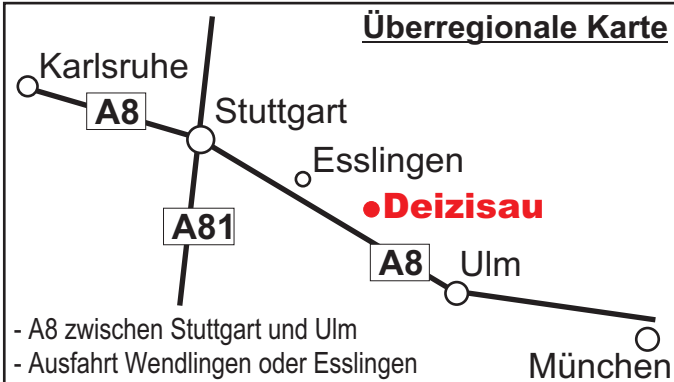 Überregionale Karte
Karlsruhe
A8
Stuttgart
Esslingen
Deizisau
A81
A8
Ulm
- A8 zwischen Stuttgart und Ulm
- Ausfahrt Wendlingen oder Esslingen
München